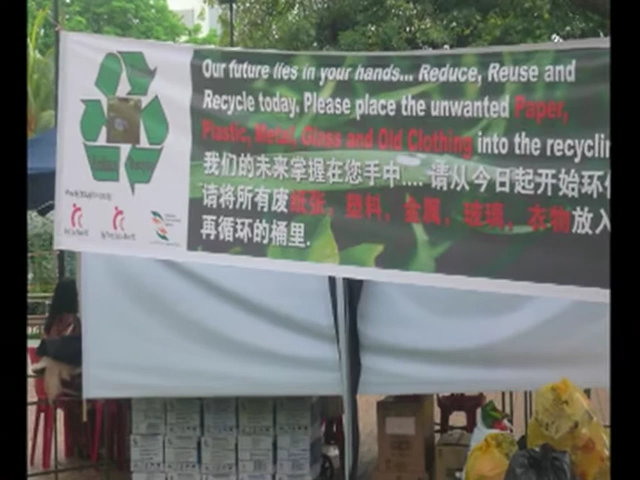 Our future lies in your hands... Reduce, Reuse and
Recycle today. Please place the unwanted Paper,
Plastic, Metal, Glass and Old Clothing into the recyclin
我们的未来掌握在您手中.... 请从今日起开始环
请将所有废纸张，塑料，金属，玻璃，衣物放入
再循环的桶里.